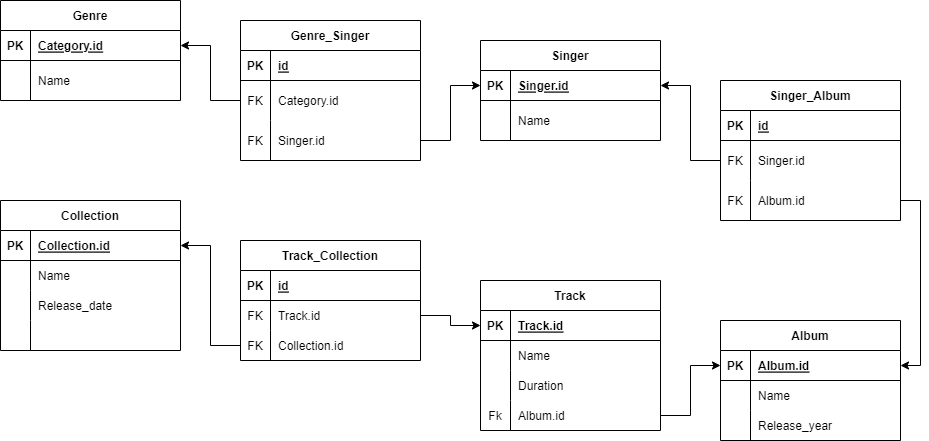 Genre
PK Category.id
Name
Genre_Singer
PK id
FK Category.id
FK Singer.id
Singer
PK Singer.id
Name
Singer_Album
PK id
FK Singer.id
FK Album.id
Collection
PK Collection.id
Name
Release_date
Track_Collection
PK id
FK Track.id
FK Collection.id
Track
PK Track.id
Name
Duration
Fk Album.id
Album
PK Album.id
Name
Release_year